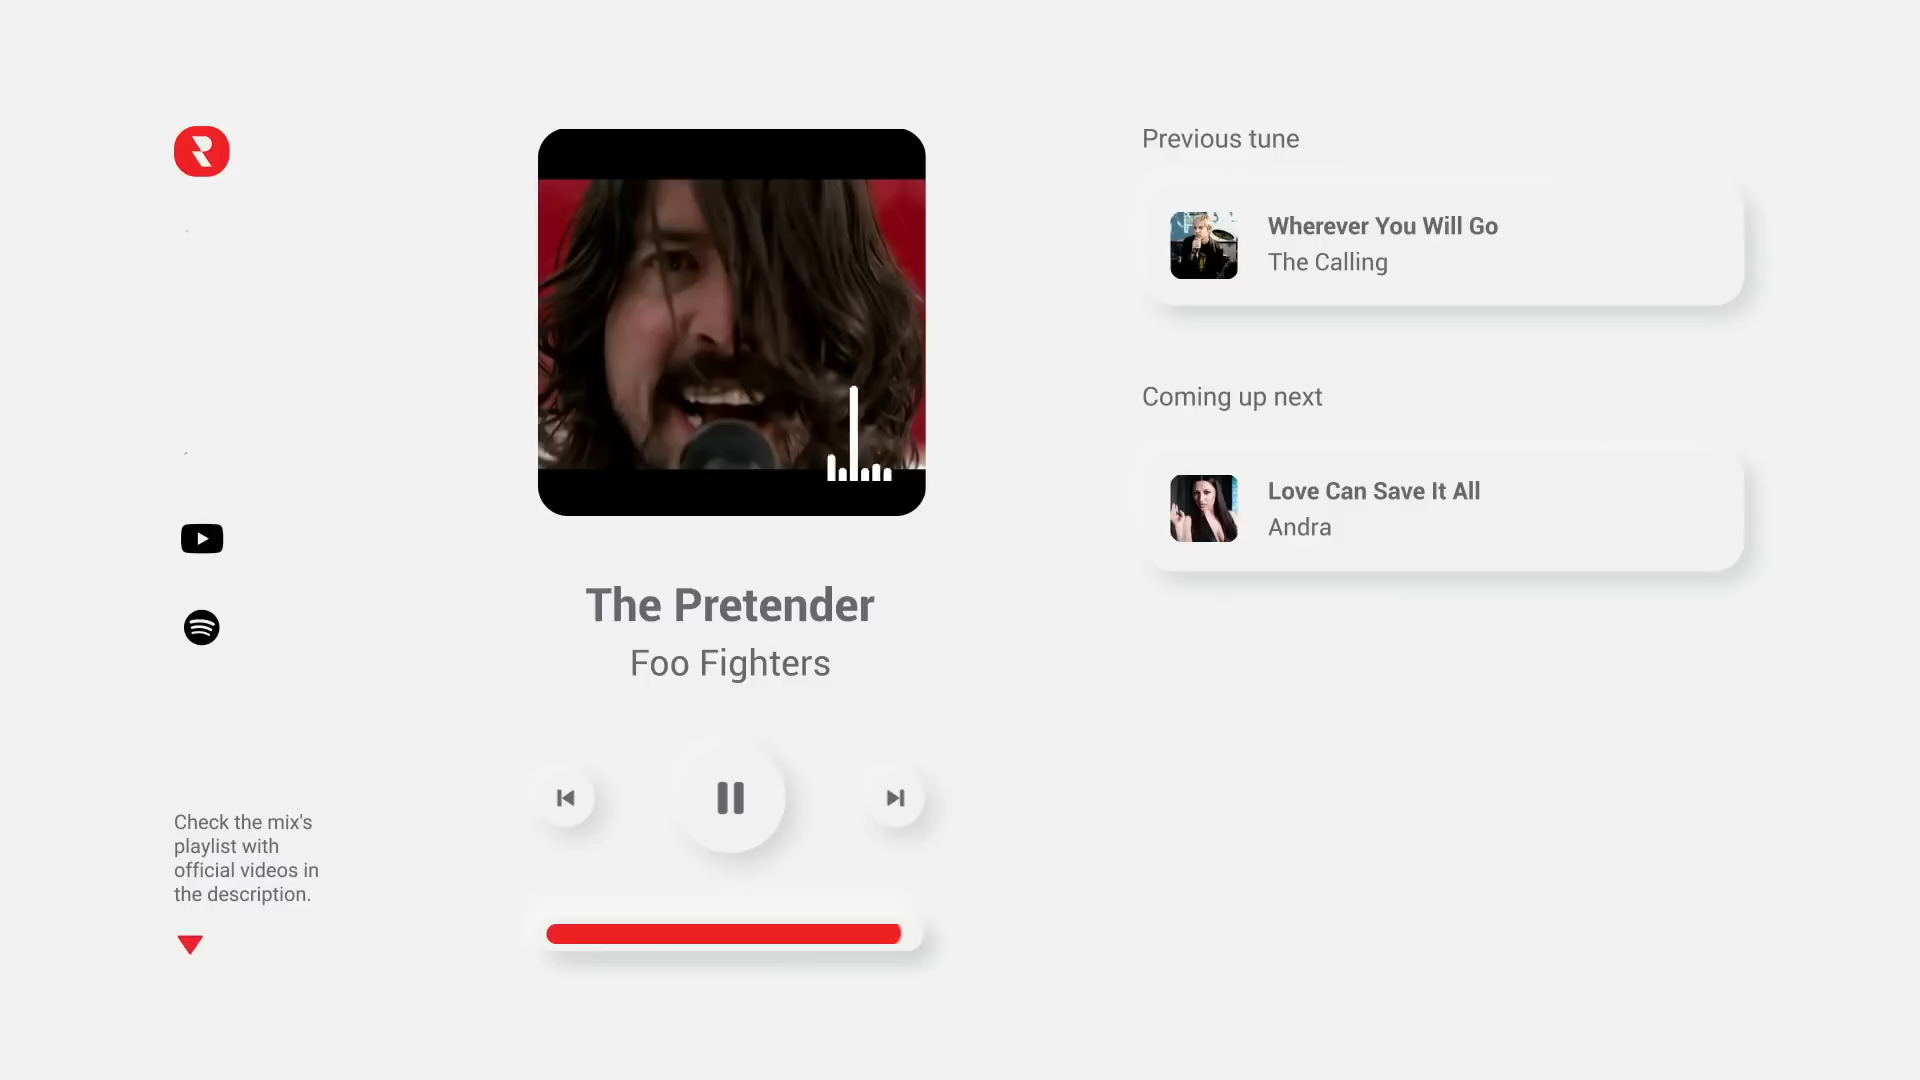 Previous tune
Wherever You Will Go
The Calling
Coming up next
Love Can Save It All
Andra
The Pretender
Foo Fighters
Check the mix's
playlist with
official videos in
the description.